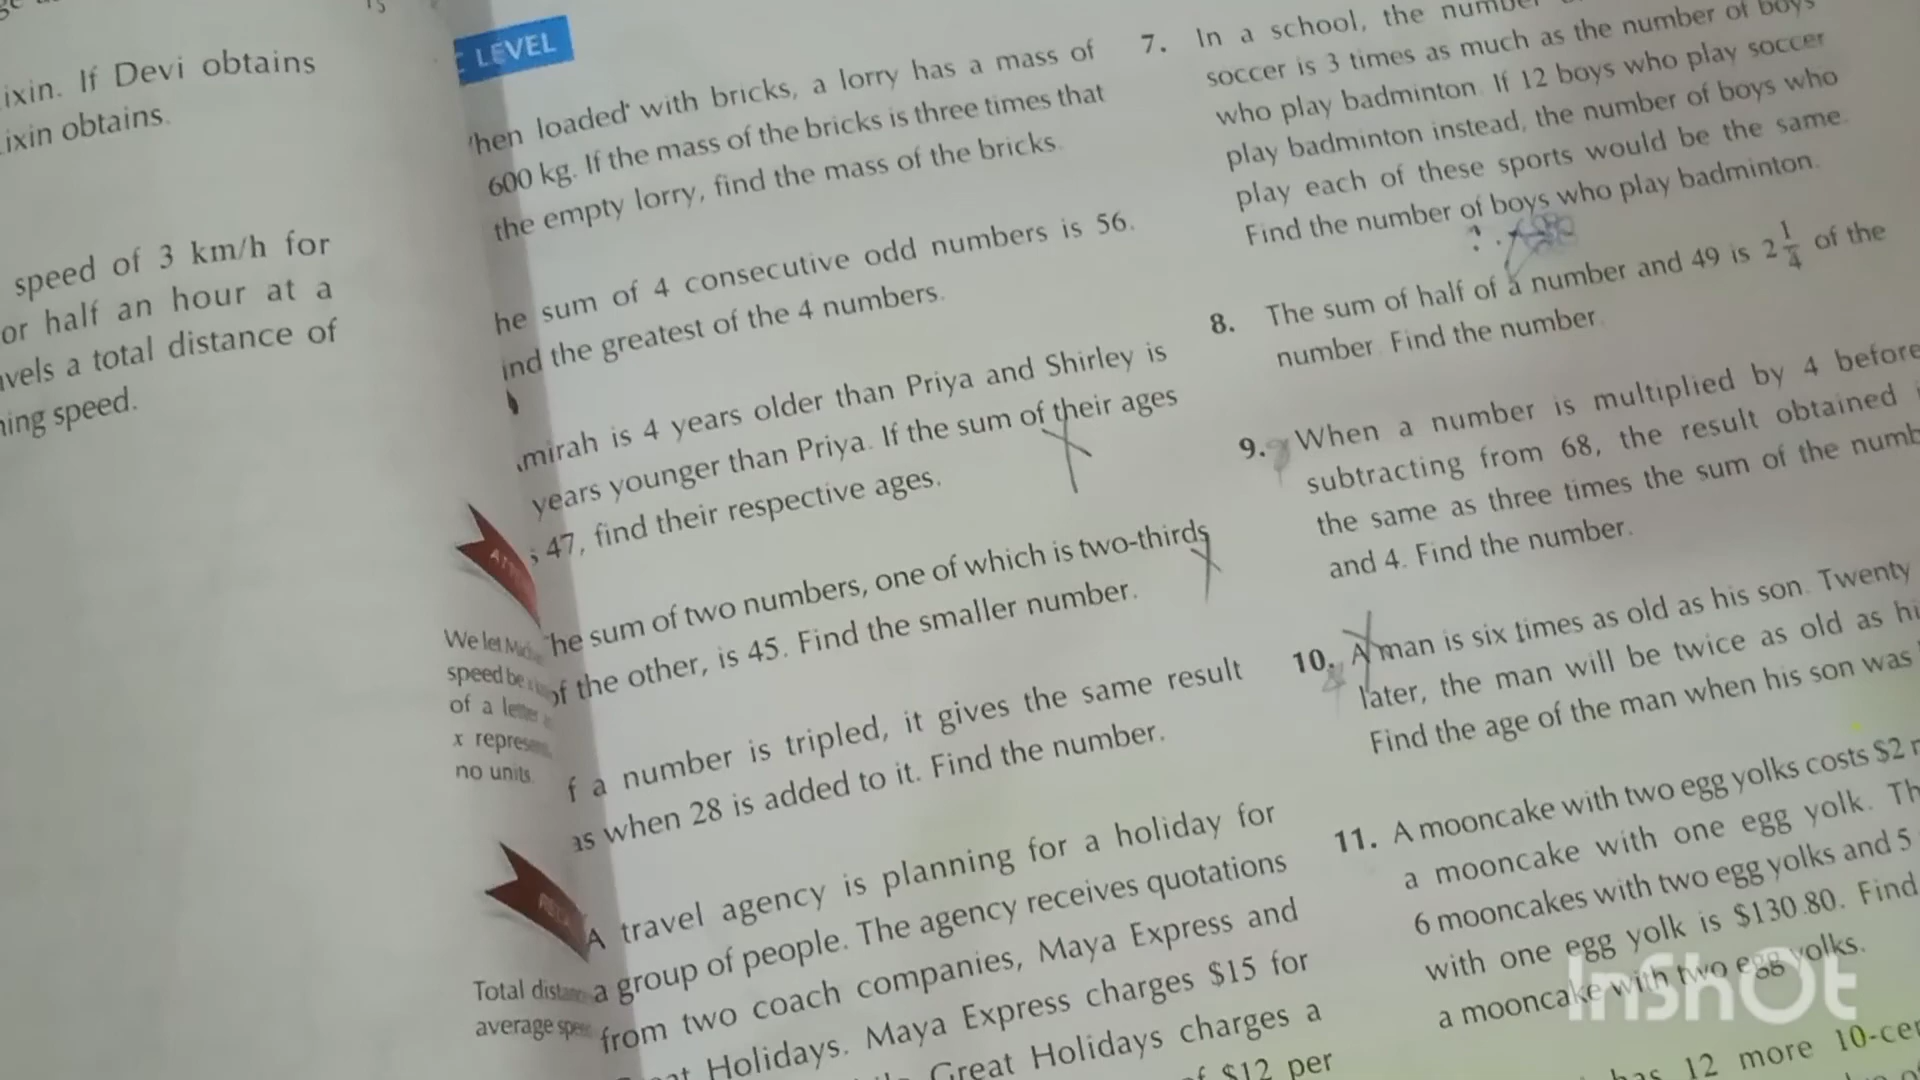 ixin. If Devi obtains
ixin obtains.
speed of 3 km/h for
or half an hour at a
vels a total distance of
ing speed.
LEVEL
hen loaded with bricks, a lorry has a mass of
600 kg. If the mass of the bricks is three times that
the empty lorry, find the mass of the bricks.
he sum of 4 consecutive odd numbers is 56.
ind the greatest of the 4 numbers.
mirah is 4 years older than Priya and Shirley is
years younger than Priya. If the sum of their ages
47, find their respective ages.
he sum of two numbers, one of which is two-thirds
of the other, is 45. Find the smaller number.
f a number is tripled, it gives the same result
as when 28 is added to it. Find the number.
A travel agency is planning for a holiday for
a group of people. The agency receives quotations
from two coach companies, Maya Express and
Holidays. Maya Express charges $15 for
Great Holidays charges a
$12 per
We let
speed be
of a letter
x
no units.
Total
average
7. In a school, the number
soccer is 3 times as much as the number of boys
who play badminton. If 12 boys who play soccer
play badminton instead, the number of boys who
play each of these sports would be the same.
Find the number of boys who play badminton.
8. The sum of half of a number and 49 is 2 1/4 of the
number. Find the number.
9. When a number is multiplied by 4 before
subtracting from 68, the result obtained
the same as three times the sum of the numb
and 4. Find the number.
10. A man is six times as old as his son. Twenty
later, the man will be twice as old as hi
Find the age of the man when his son was
11. A mooncake with two egg yolks costs $2
a mooncake with one egg yolk. Th
6 mooncakes with two egg yolks and 5
with one egg yolk is $130.80. Find
a mooncake with two egg yolks.
has 12 more 10-cen
InShOt